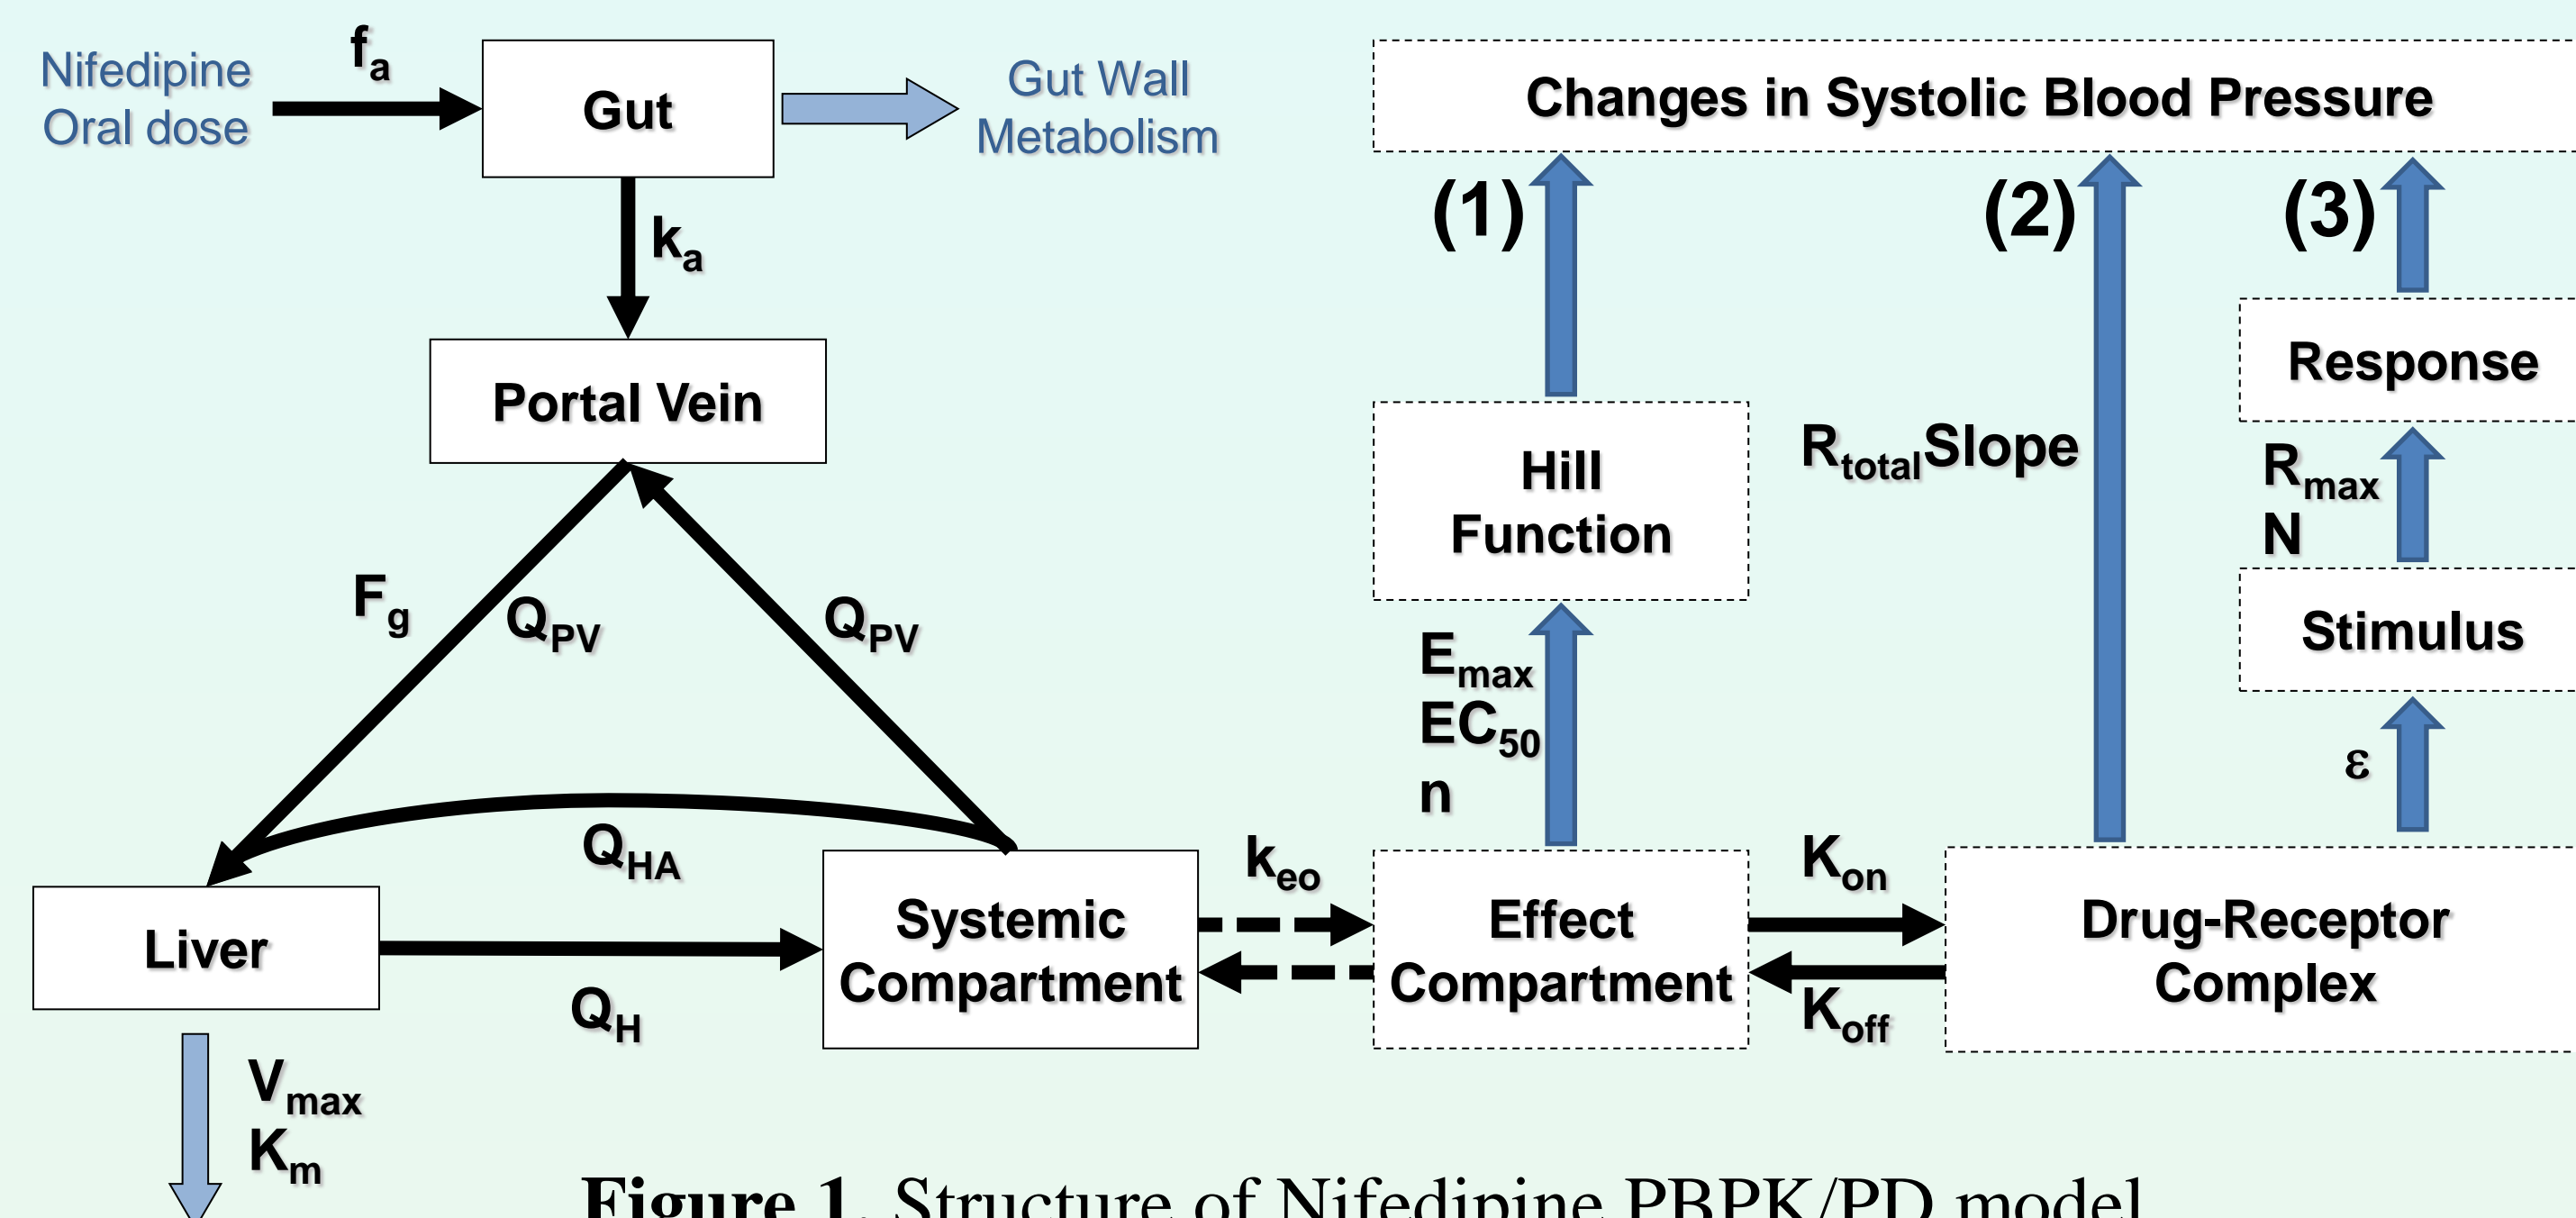 Nifedipine
Oral dose
fa
Gut
Gut Wall
Metabolism
ka
Portal Vein
Fg
QPV
QPV
QHA
Liver
QH
Systemic
Compartment
Vmax
Km
keo
Effect
Compartment
Kon
Koff
Drug-Receptor
Complex
Emax
EC50
n
Hill
Function
(1)
RtotalSlope
(2)
ε
Stimulus
Rmax
N
Response
(3)
Changes in Systolic Blood Pressure
Figure 1. Structure of Nifedipine PBPK/PD model